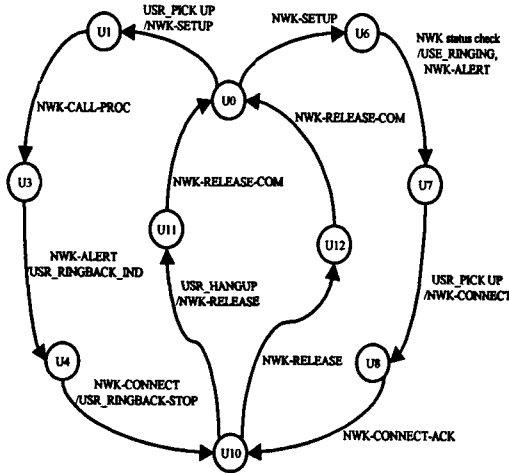 USR_PICK UP
/NWK-SETUP
NWK-SETUP
U1
U6
NWK status check
/USE_RINGING,
NWK-ALERT
U0
NWK-CALL-PROC
NWK-RELEASE-COM
U3
NWK-RELEASE-COM
U7
U11
U12
NWK-ALERT
/USR_RINGBACK_IND
USR_HANGUP
/NWK-RELEASE
USR_PICK UP
/NWK-CONNECT
U4
NWK-RELEASE
U8
NWK-CONNECT
/USR_RINGBACK-STOP
NWK-CONNECT-ACK
U10